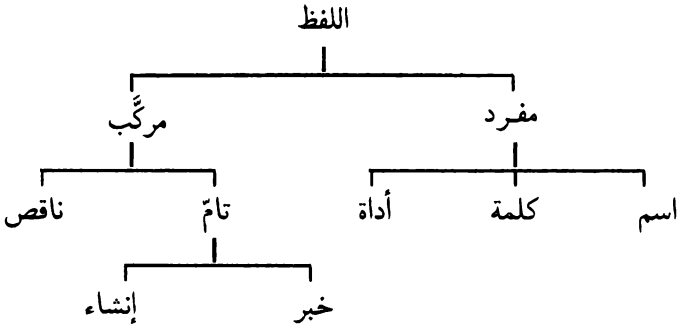 اللفظ
مفرد مركَّب
اسم كلمة أداة تامّ ناقص
خبر إنشاء